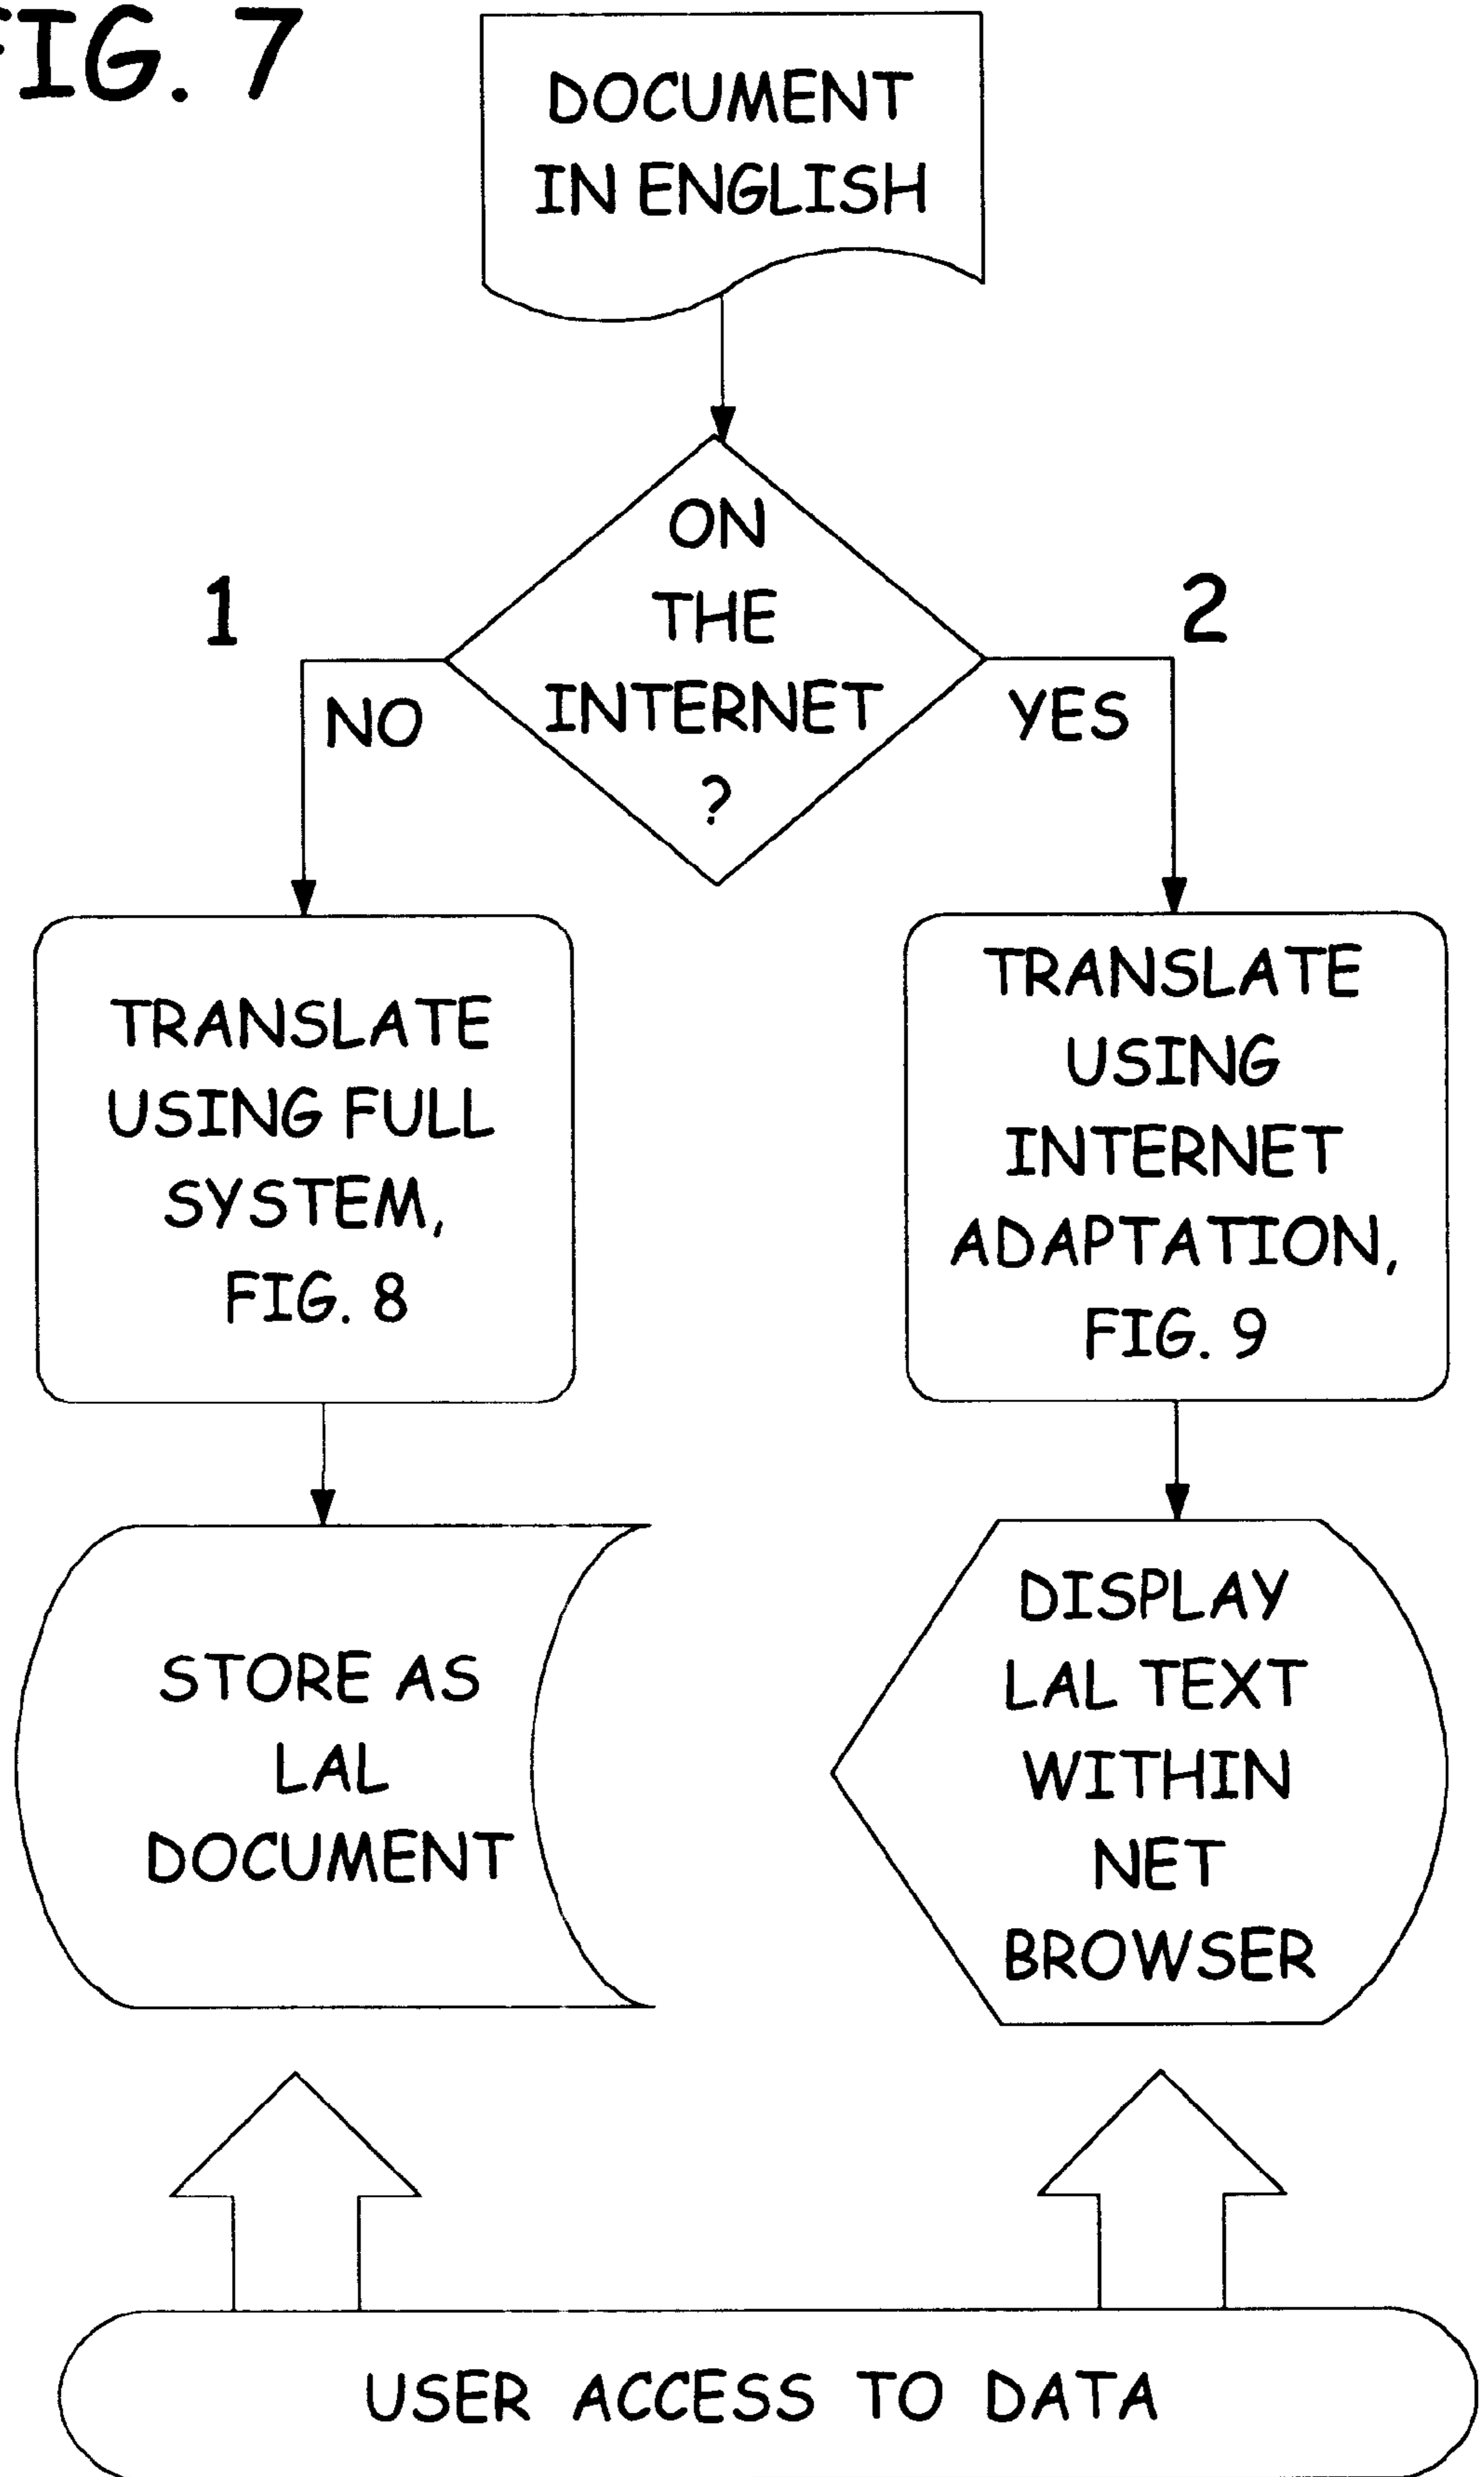 FIG. 7
DOCUMENT
IN ENGLISH
ON
THE
INTERNET
?
1
NO
2
YES
TRANSLATE
USING FULL
SYSTEM,
FIG. 8
TRANSLATE
USING
INTERNET
ADAPTATION,
FIG. 9
STORE AS
LAL
DOCUMENT
DISPLAY
LAL TEXT
WITHIN
NET
BROWSER
USER ACCESS TO DATA